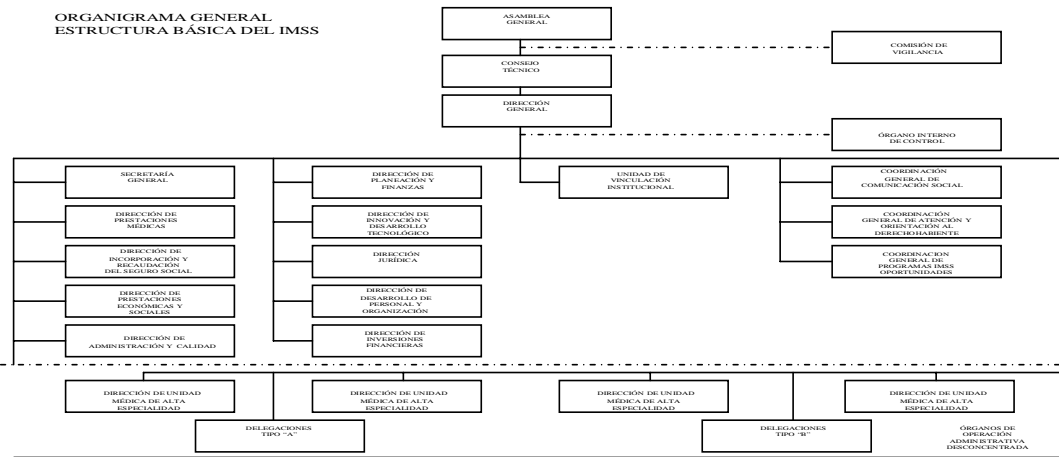 ORGANIGRAMA GENERAL
ESTRUCTURA BÁSICA DEL IMSS
ASAMBLEA
GENERAL
COMISIÓN DE
VIGILANCIA
CONSEJO
TÉCNICO
DIRECCIÓN
GENERAL
ÓRGANO INTERNO
DE CONTROL
SECRETARÍA
GENERAL
DIRECCIÓN DE
PLANEACIÓN Y
FINANZAS
UNIDAD DE
VINCULACIÓN
INSTITUCIONAL
COORDINACIÓN
GENERAL DE
COMUNICACIÓN SOCIAL
DIRECCIÓN DE
PRESTACIONES
MÉDICAS
DIRECCIÓN DE
INNOVACIÓN Y
DESARROLLO
TECNOLÓGICO
COORDINACIÓN
GENERAL DE ATENCIÓN Y
ORIENTACIÓN AL
DERECHOHABIENTE
DIRECCIÓN DE
INCORPORACIÓN Y
RECAUDACIÓN
DEL SEGURO SOCIAL
DIRECCIÓN
JURÍDICA
COORDINACION
GENERAL DE
PROGRAMAS IMSS
OPORTUNIDADES
DIRECCIÓN DE
PRESTACIONES
ECONÓMICAS Y
SOCIALES
DIRECCIÓN DE
DESARROLLO DE
PERSONAL Y
ORGANIZACIÓN
DIRECCIÓN DE
ADMINISTRACIÓN Y CALIDAD
DIRECCIÓN DE
INVERSIONES
FINANCIERAS
DIRECCIÓN DE UNIDAD
MÉDICA DE ALTA
ESPECIALIDAD
DIRECCIÓN DE UNIDAD
MÉDICA DE ALTA
ESPECIALIDAD
DIRECCIÓN DE UNIDAD
MÉDICA DE ALTA
ESPECIALIDAD
DIRECCIÓN DE UNIDAD
MÉDICA DE ALTA
ESPECIALIDAD
DELEGACIONES
TIPO “A”
DELEGACIONES
TIPO “B”
ÓRGANOS DE
OPERACIÓN
ADMINISTRATIVA
DESCONCENTRADA